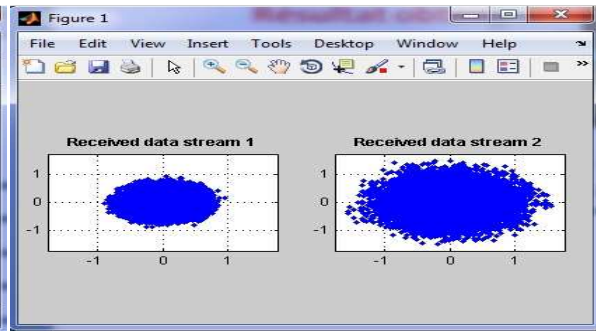 Figure 1
File Edit View Insert Tools Desktop Window Help
Received data stream 1
Received data stream 2
1
0
-1
-1 0 1
1
0
-1
-1 0 1